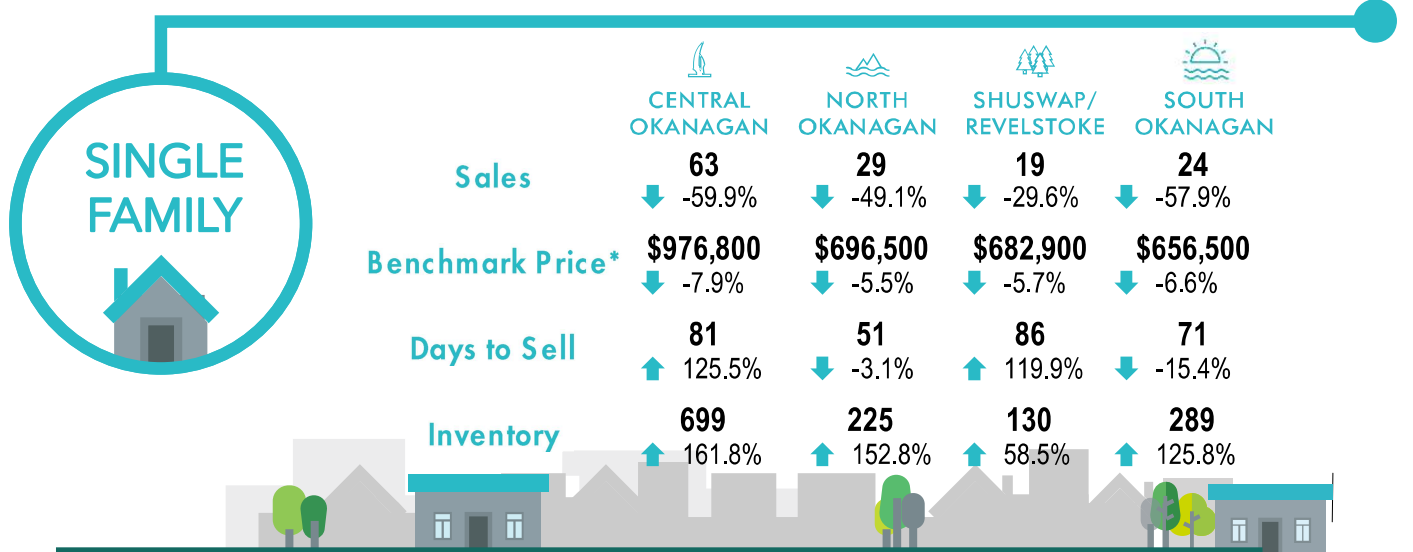 SINGLE
FAMILY
CENTRAL
OKANAGAN
NORTH
OKANAGAN
SHUSWAP/
REVELSTOKE
SOUTH
OKANAGAN
Sales
63 29 19 24
-59.9% -49.1% -29.6% -57.9%
Benchmark Price*
$976,800 $696,500 $682,900 $656,500
-7.9% -5.5% -5.7% -6.6%
Days to Sell
81 51 86 71
125.5% -3.1% 119.9% -15.4%
Inventory
699 225 130 289
161.8% 152.8% 58.5% 125.8%